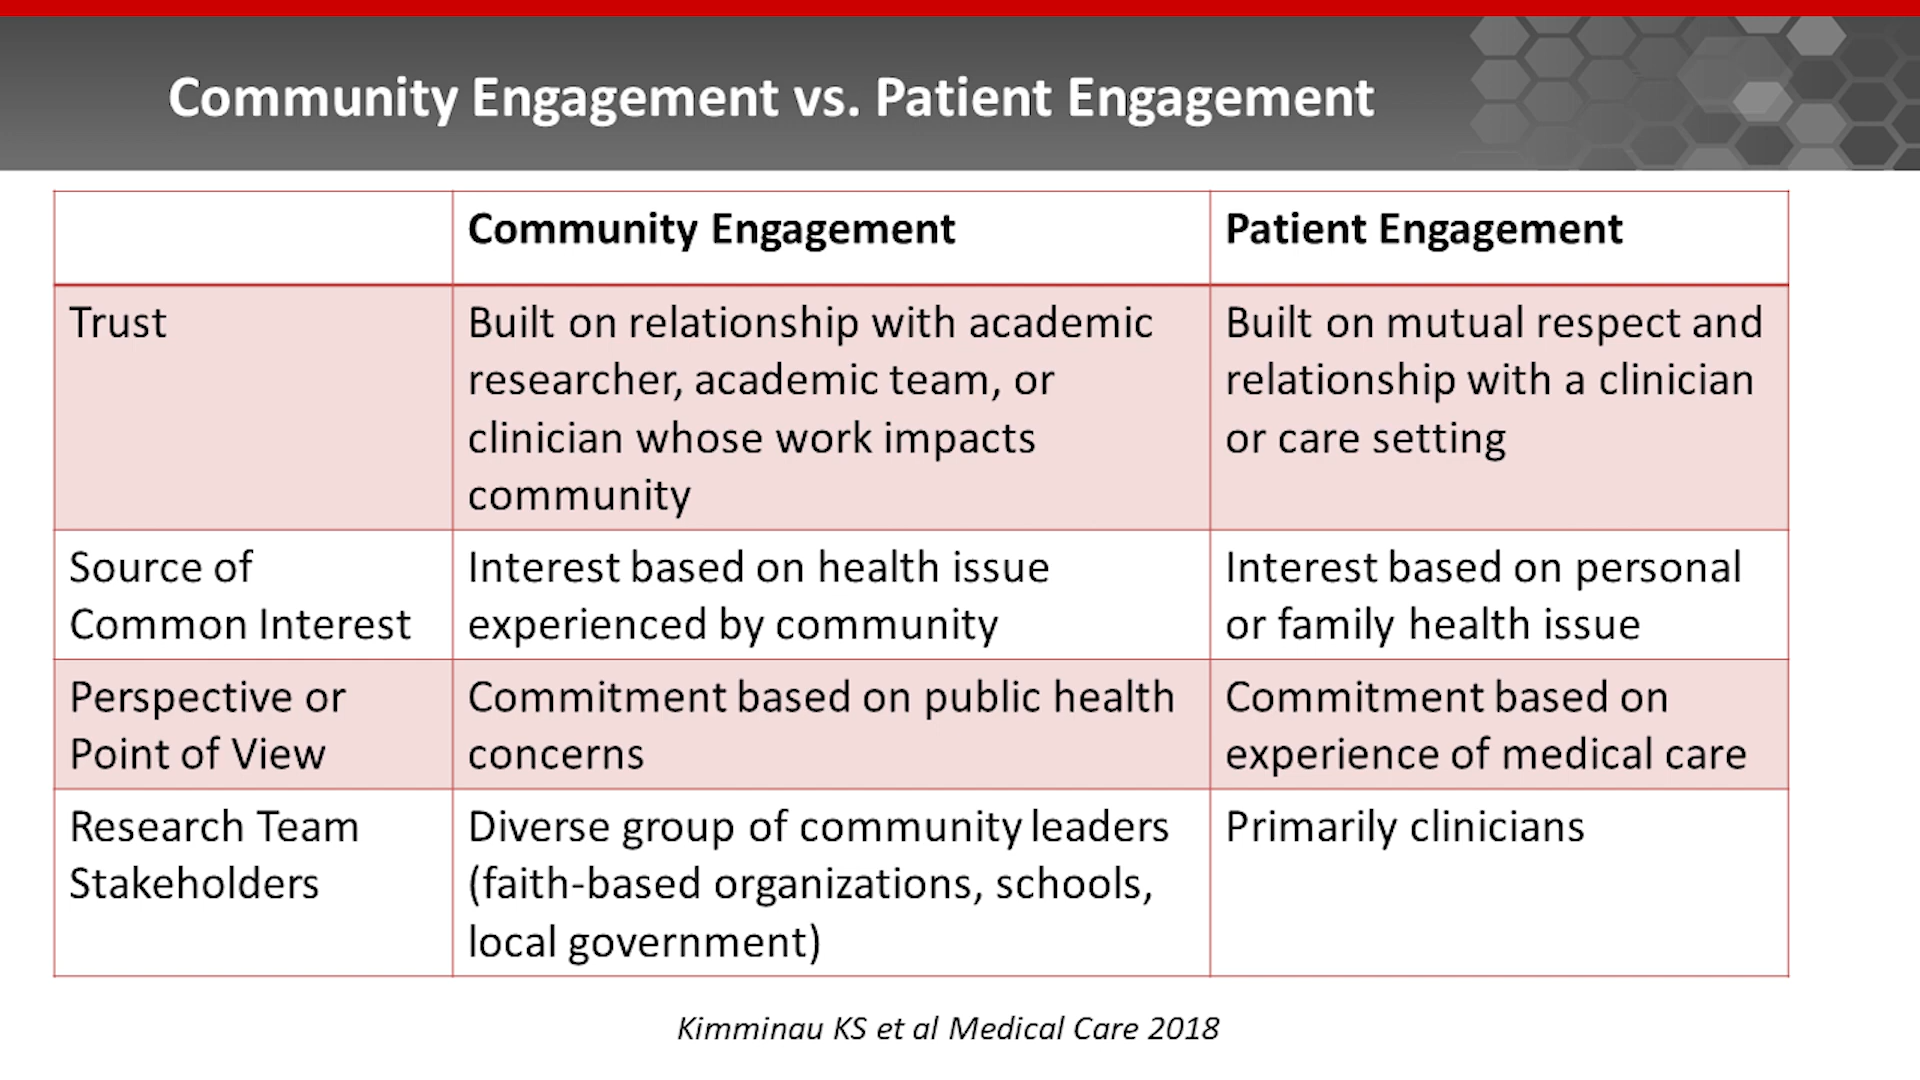 Community Engagement vs. Patient Engagement
Community Engagement
Patient Engagement
Trust
Built on relationship with academic
researcher, academic team, or
clinician whose work impacts
community
Built on mutual respect and
relationship with a clinician
or care setting
Source of
Common Interest
Interest based on health issue
experienced by community
Interest based on personal
or family health issue
Perspective or
Point of View
Commitment based on public health
concerns
Commitment based on
experience of medical care
Research Team
Stakeholders
Diverse group of community leaders
(faith-based organizations, schools,
local government)
Primarily clinicians
Kimminau KS et al Medical Care 2018